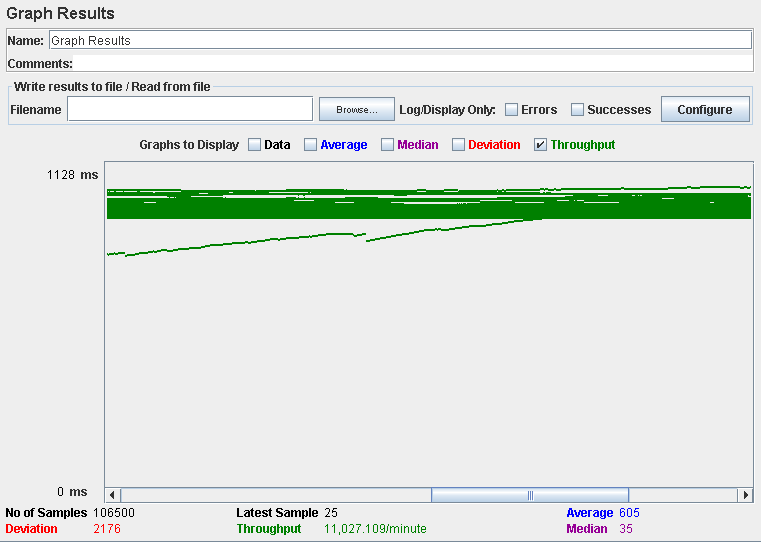 Graph Results
Name: Graph Results
Comments:
Write results to file / Read from file
Filename Browse... Log/Display Only: Errors Successes Configure
Graphs to Display Data Average Median Deviation Throughput
1128 ms
0 ms
No of Samples 106500 Latest Sample 25 Average 605
Deviation 2176 Throughput 11,027.109/minute Median 35